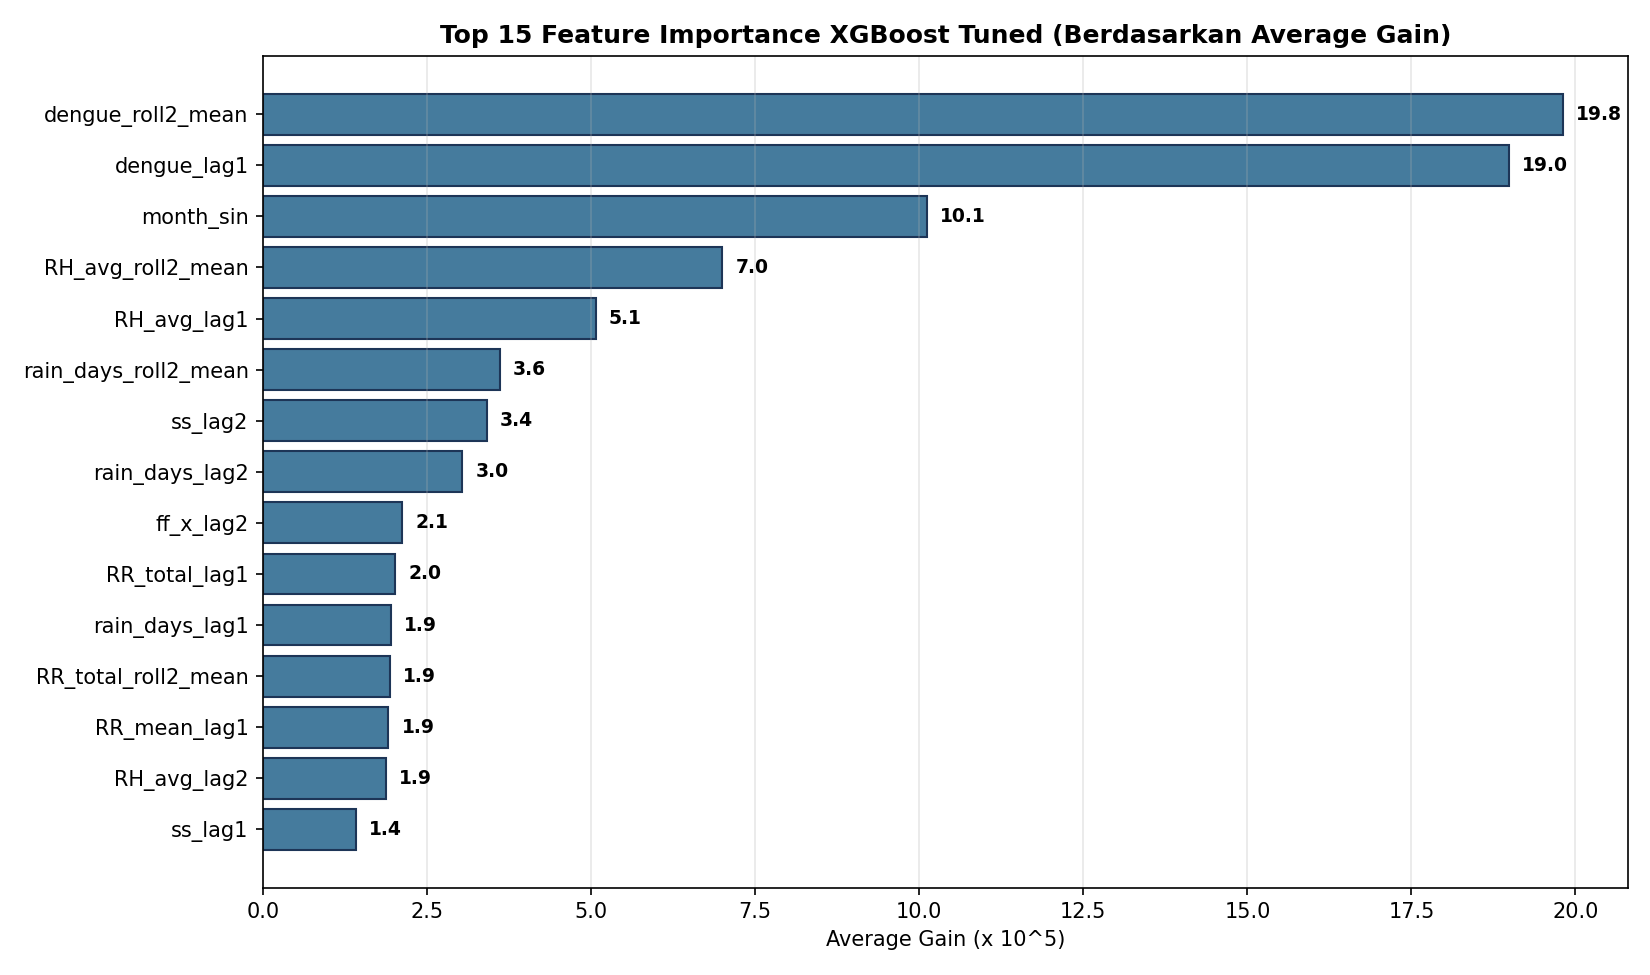 Top 15 Feature Importance XGBoost Tuned (Berdasarkan Average Gain)
dengue_roll2_mean 19.8
dengue_lag1 19.0
month_sin 10.1
RH_avg_roll2_mean 7.0
RH_avg_lag1 5.1
rain_days_roll2_mean 3.6
ss_lag2 3.4
rain_days_lag2 3.0
ff_x_lag2 2.1
RR_total_lag1 2.0
rain_days_lag1 1.9
RR_total_roll2_mean 1.9
RR_mean_lag1 1.9
RH_avg_lag2 1.9
ss_lag1 1.4
0.0 2.5 5.0 7.5 10.0 12.5 15.0 17.5 20.0
Average Gain (x 10^5)